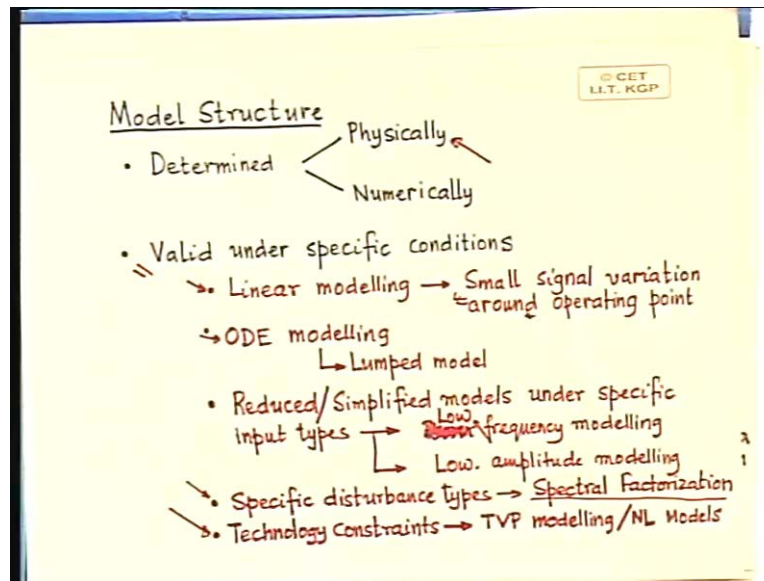 © CET
I.I.T. KGP
Model Structure
• Determined
Physically
Numerically
• Valid under specific conditions
• Linear modelling → Small signal variation
around operating point
• ODE modelling
↳ Lumped model
• Reduced/Simplified models under specific
input types → Low. frequency modelling
↳ Low. amplitude modelling
• Specific disturbance types → Spectral Factorization
• Technology Constraints → TVP modelling/NL Models